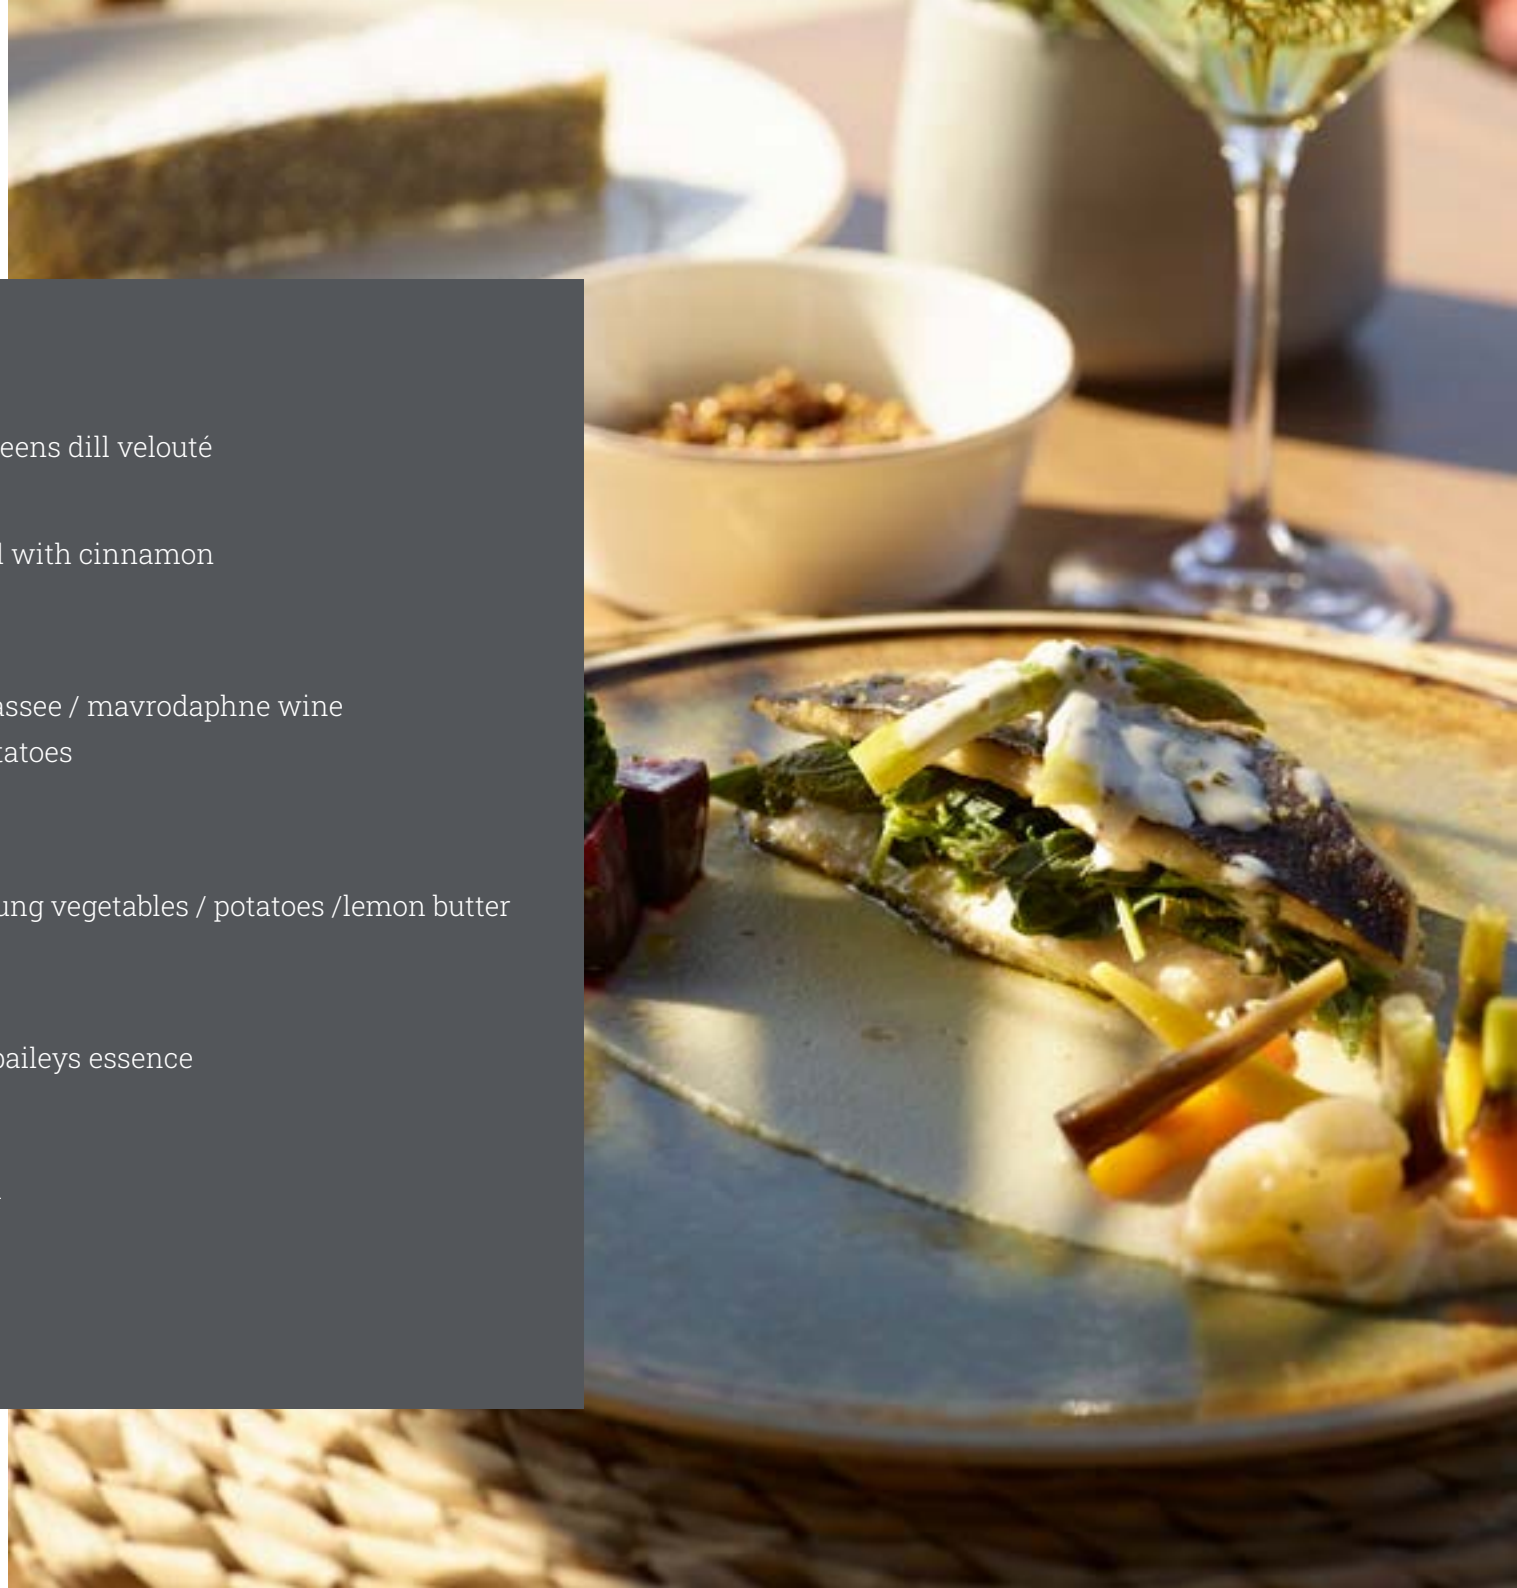 eens dill velouté
with cinnamon
assee / mavrodaphne wine
tatoes
ung vegetables / potatoes /lemon butter
baileys essence